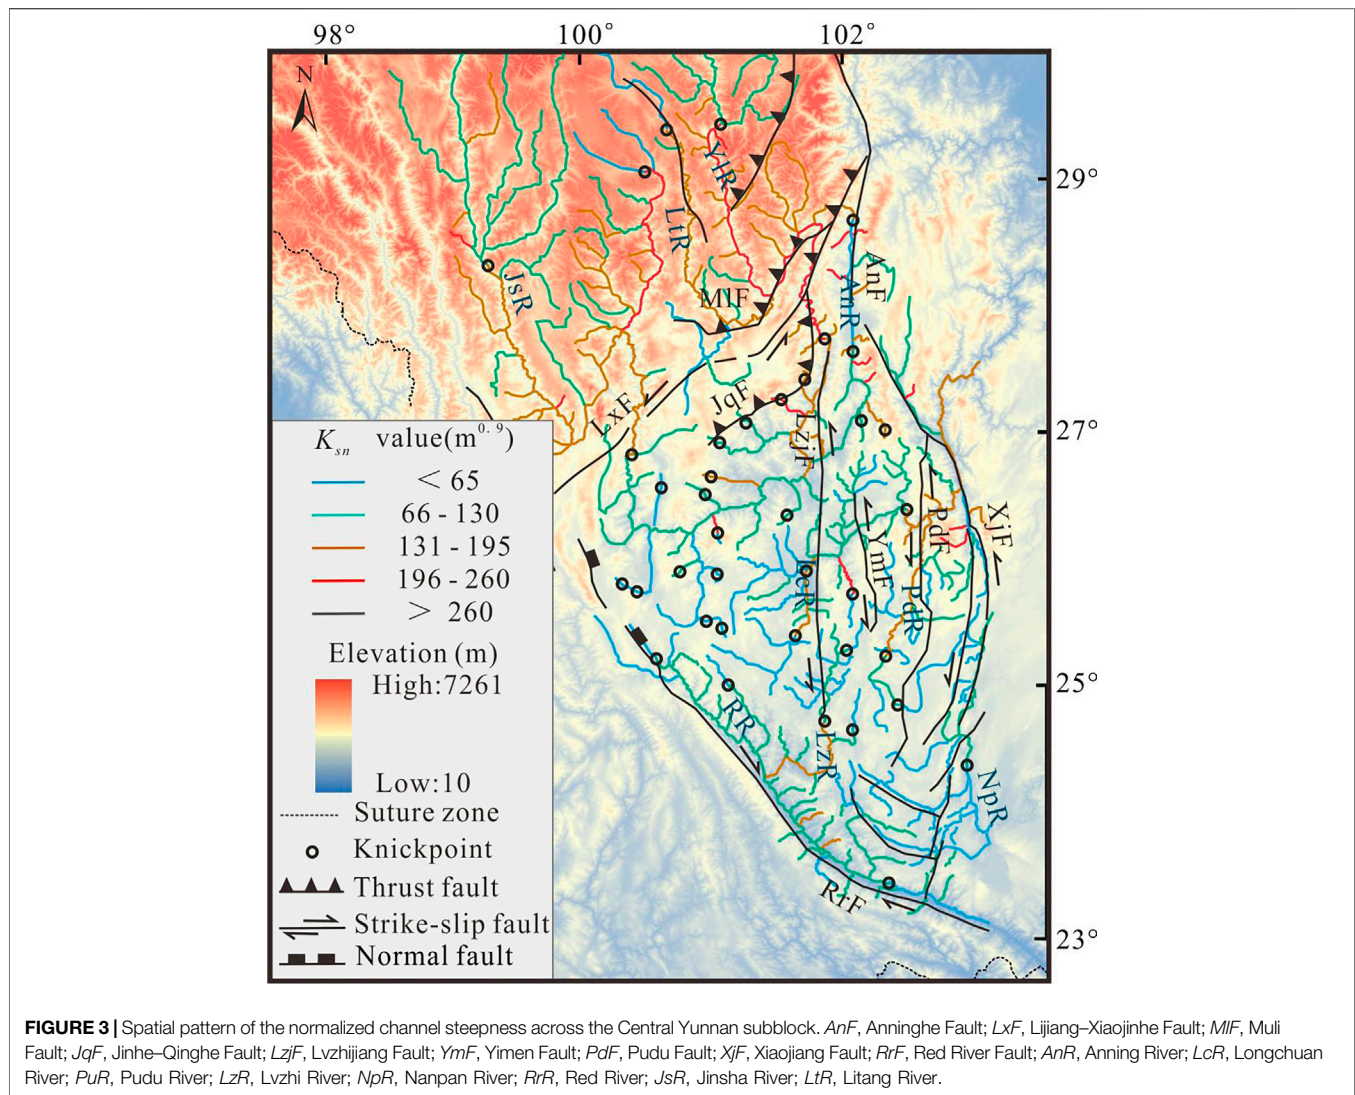 98° 100° 102°
N
YlR
LtR
JsR
MlF
AnF
AnR
29°
LxF
JqF
LzjF
27°
K sn value(m0.9)
< 65
66 - 130
131 - 195
196 - 260
> 260
XjF
PdF
YmF
PdR
Elevation (m)
High:7261
Low:10
25°
RR
LzR
NpR
RrF
23°
Suture zone
Knickpoint
Thrust fault
Strike-slip fault
Normal fault
FIGURE 3 | Spatial pattern of the normalized channel steepness across the Central Yunnan subblock. AnF, Anninghe Fault; LxF, Lijiang–Xiaojinhe Fault; MlF, Muli
Fault; JqF, Jinhe–Qinghe Fault; LzjF, Lvzhijiang Fault; YmF, Yimen Fault; PdF, Pudu Fault; XjF, Xiaojiang Fault; RrF, Red River Fault; AnR, Anning River; LcR, Longchuan
River; PuR, Pudu River; LzR, Lvzhi River; NpR, Nanpan River; RrR, Red River; JsR, Jinsha River; LtR, Litang River.